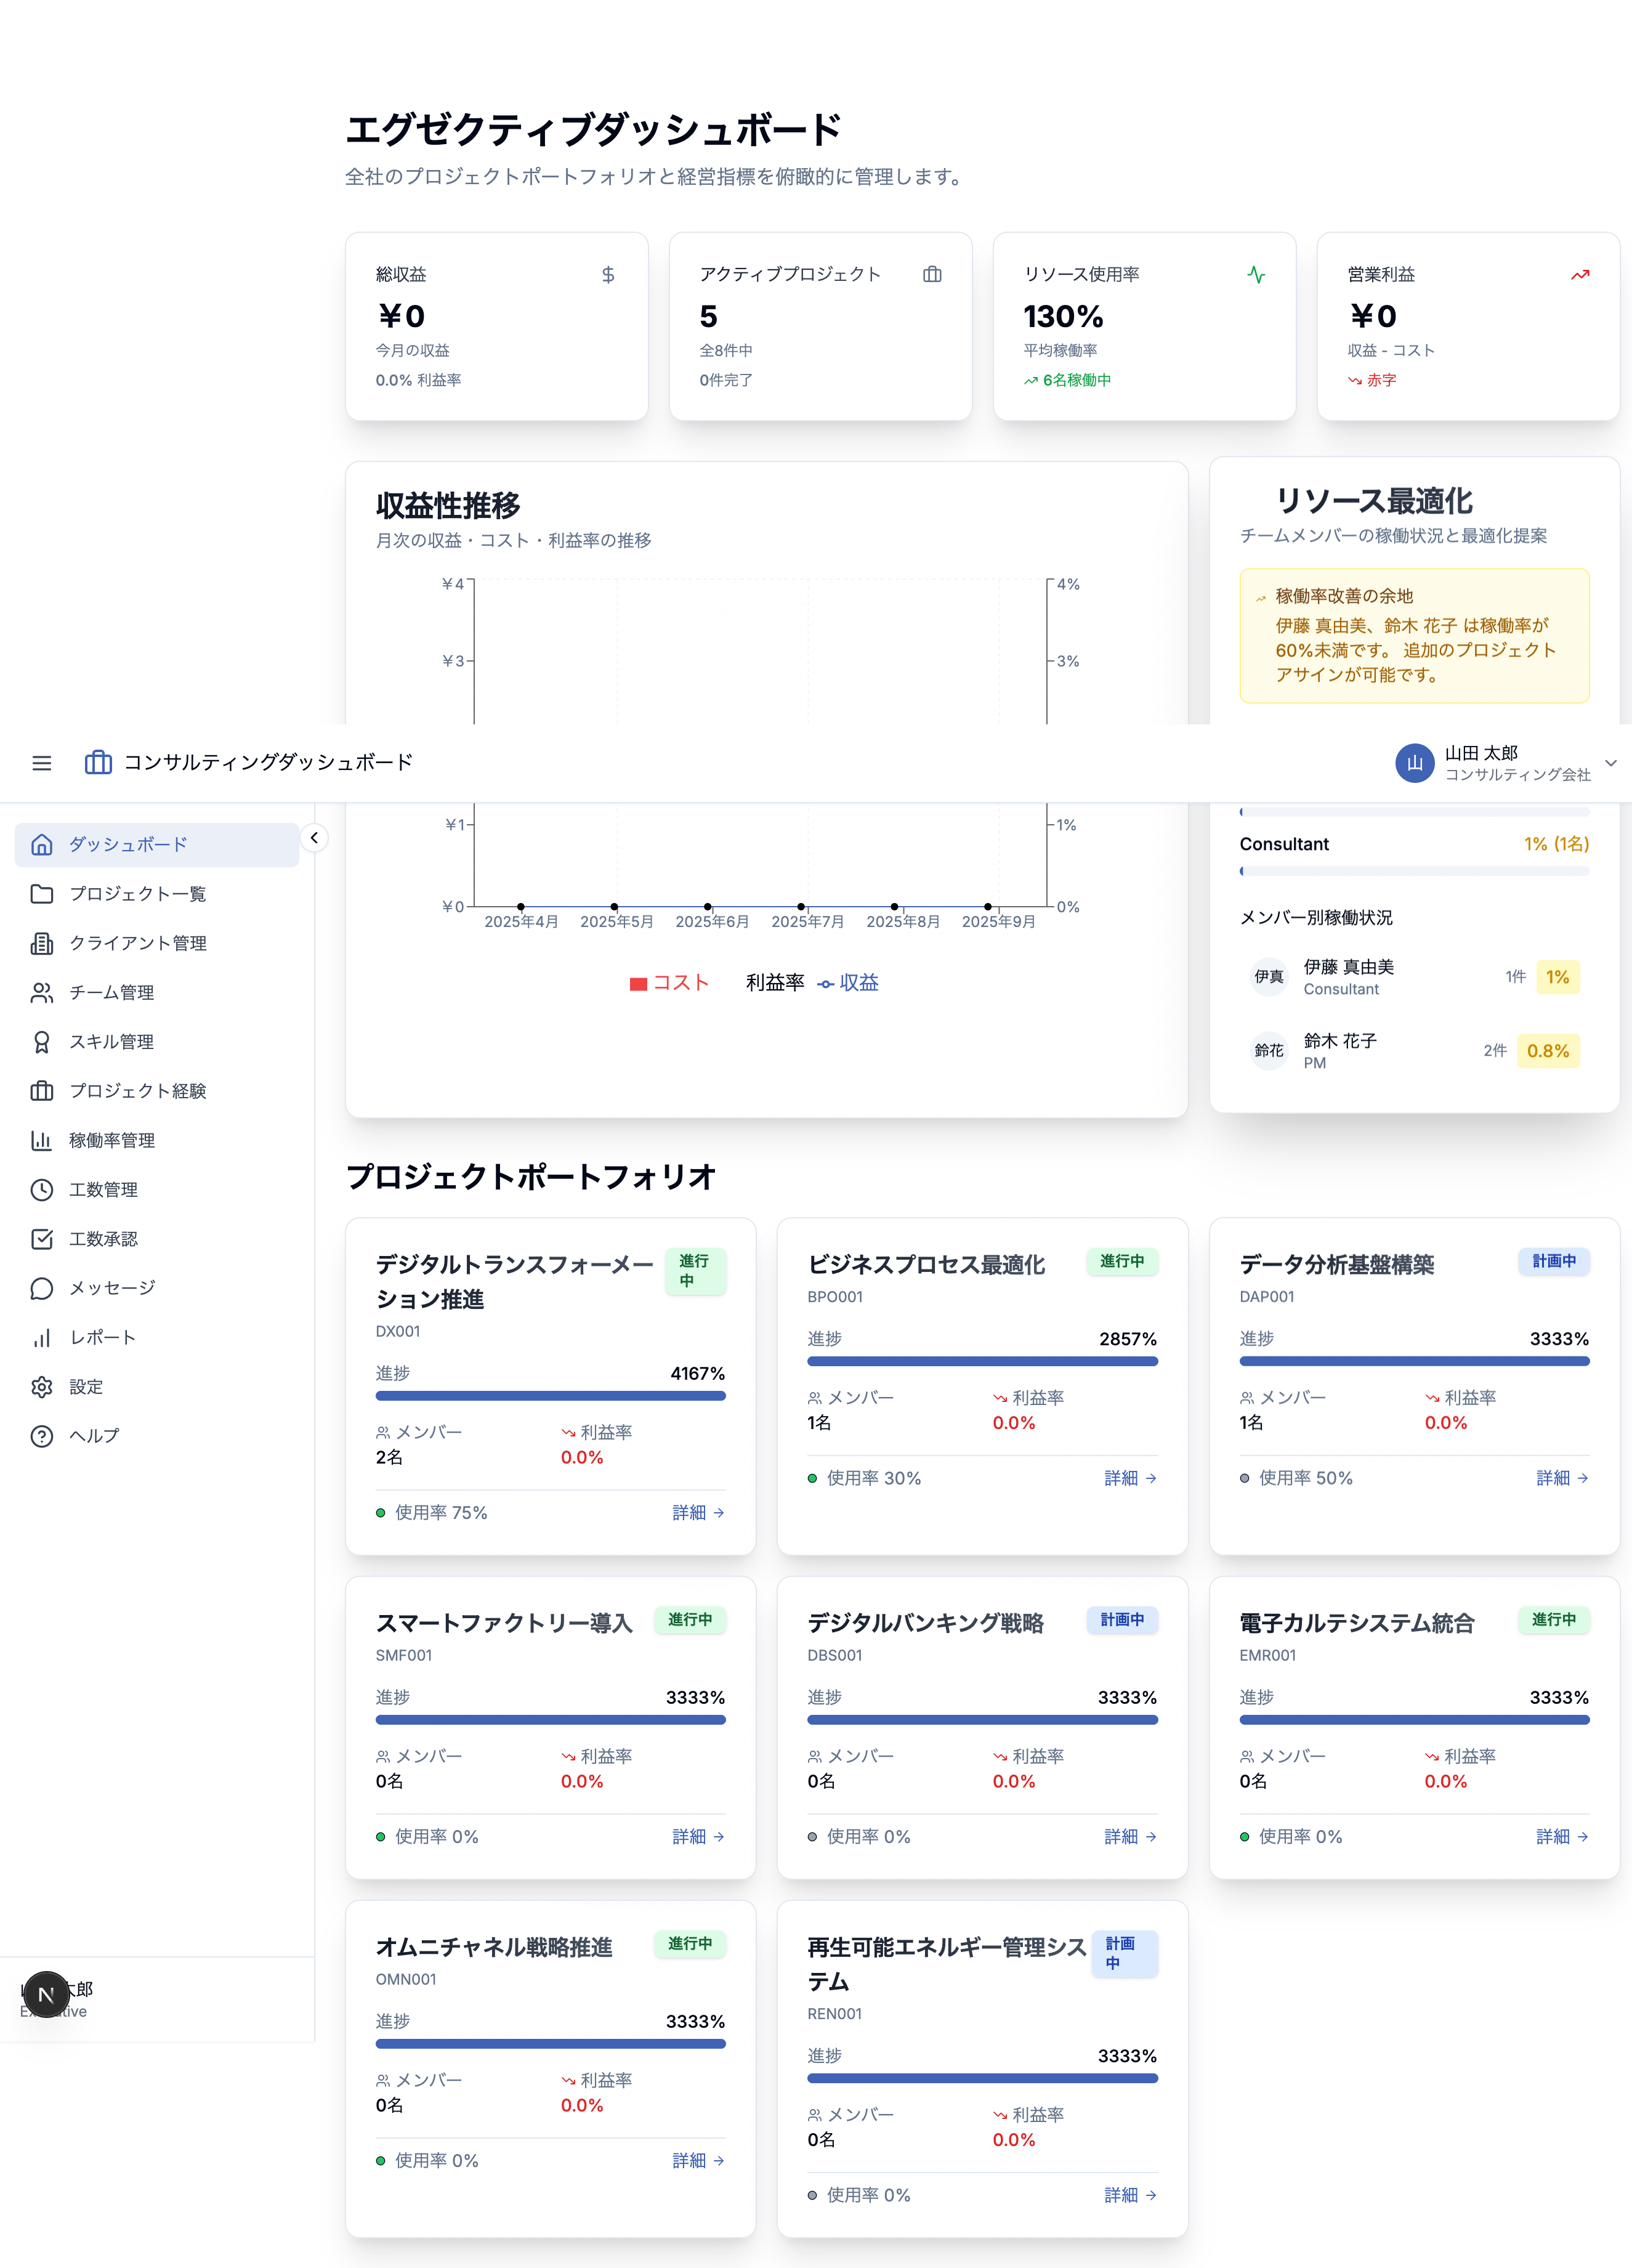 エグゼクティブダッシュボード
全社のプロジェクトポートフォリオと経営指標を俯瞰的に管理します。
総収益
¥0
今月の収益
0.0% 利益率
アクティブプロジェクト
5
全8件中
0件完了
リソース使用率
130%
平均稼働率
6名稼働中
営業利益
¥0
収益 - コスト
赤字
収益性推移
月次の収益・コスト・利益率の推移
¥4
¥3
¥1
¥0
4%
3%
1%
0%
2025年4月
2025年5月
2025年6月
2025年7月
2025年8月
2025年9月
コスト
利益率
収益
リソース最適化
チームメンバーの稼働状況と最適化提案
稼働率改善の余地
伊藤 真由美、鈴木 花子 は稼働率が
60%未満です。 追加のプロジェクト
アサインが可能です。
コンサルティングダッシュボード
山
山田 太郎
コンサルティング会社
Consultant
1% (1名)
メンバー別稼働状況
伊真
伊藤 真由美
Consultant
1件
1%
鈴花
鈴木 花子
PM
2件
0.8%
ダッシュボード
プロジェクト一覧
クライアント管理
チーム管理
スキル管理
プロジェクト経験
稼働率管理
工数管理
工数承認
メッセージ
レポート
設定
ヘルプ
プロジェクトポートフォリオ
デジタルトランスフォーメー
ション推進
進行
中
DX001
進捗
4167%
メンバー
2名
利益率
0.0%
使用率 75%
詳細
ビジネスプロセス最適化
進行中
BPO001
進捗
2857%
メンバー
1名
利益率
0.0%
使用率 30%
詳細
データ分析基盤構築
計画中
DAP001
進捗
3333%
メンバー
1名
利益率
0.0%
使用率 50%
詳細
スマートファクトリー導入
進行中
SMF001
進捗
3333%
メンバー
0名
利益率
0.0%
使用率 0%
詳細
デジタルバンキング戦略
計画中
DBS001
進捗
3333%
メンバー
0名
利益率
0.0%
使用率 0%
詳細
電子カルテシステム統合
進行中
EMR001
進捗
3333%
メンバー
0名
利益率
0.0%
使用率 0%
詳細
オムニチャネル戦略推進
進行中
OMN001
進捗
3333%
メンバー
0名
利益率
0.0%
使用率 0%
詳細
再生可能エネルギー管理シス
テム
計画
中
REN001
進捗
3333%
メンバー
0名
利益率
0.0%
使用率 0%
詳細
太郎
N